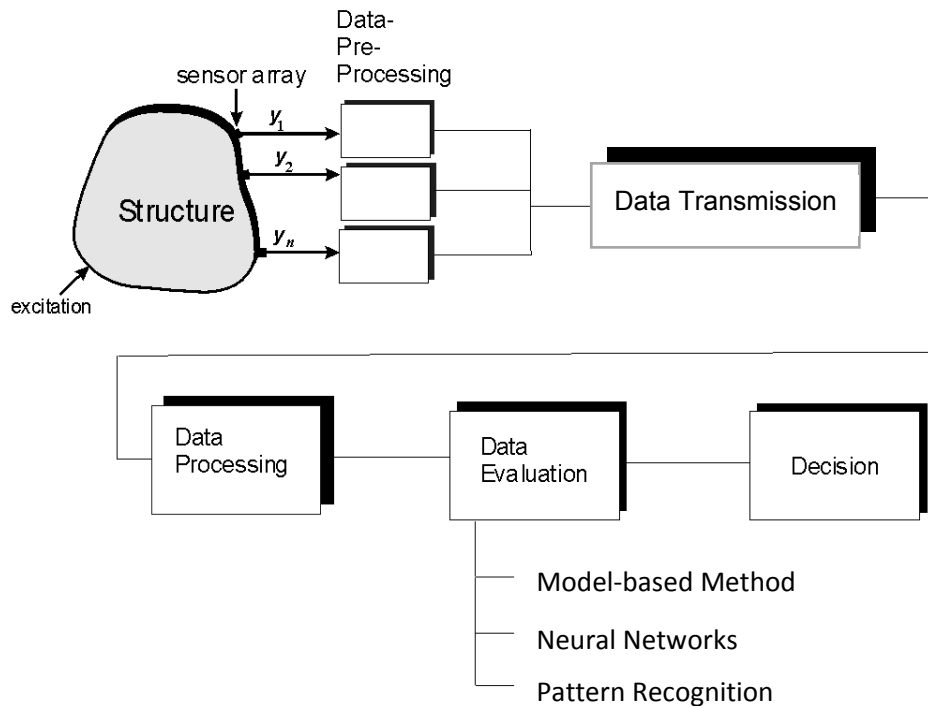 Data-
Pre-
Processing
sensor array
y1
y2
yn
Structure
excitation
Data Transmission
Data
Processing
Data
Evaluation
Decision
Model-based Method
Neural Networks
Pattern Recognition